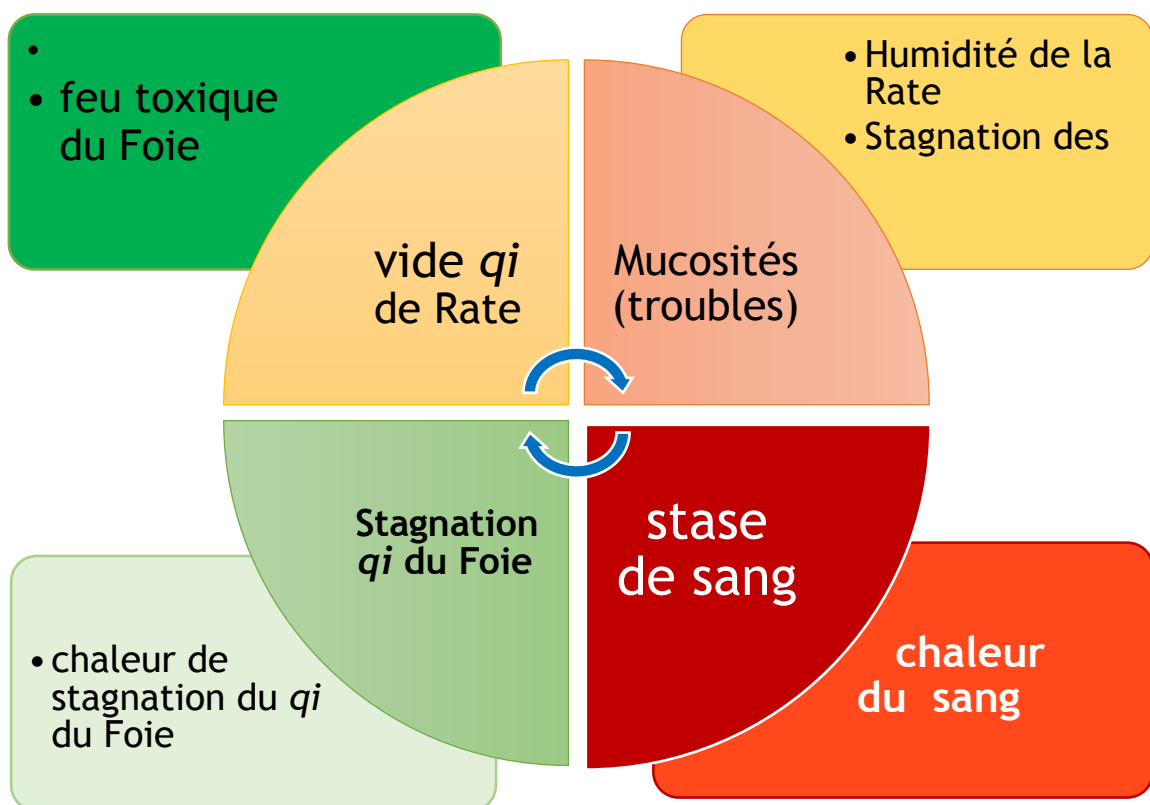 •
• feu toxique
du Foie
• Humidité de la
Rate
• Stagnation des
vide qi
de Rate
Mucosités
(troubles)
Stagnation
qi du Foie
stase
de sang
• chaleur de
stagnation du qi
du Foie
chaleur
du sang